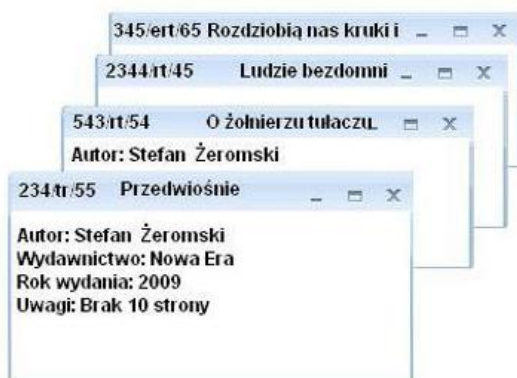 345/ert/65 Rozdziobią nas kruki i
2344/rt/45 Ludzie bezdomni
543/rt/54 O żołnierzu tułaczu
Autor: Stefan Żeromski
234/tr/55 Przedwiośnie
Autor: Stefan Żeromski
Wydawnictwo: Nowa Era
Rok wydania: 2009
Uwagi: Brak 10 strony